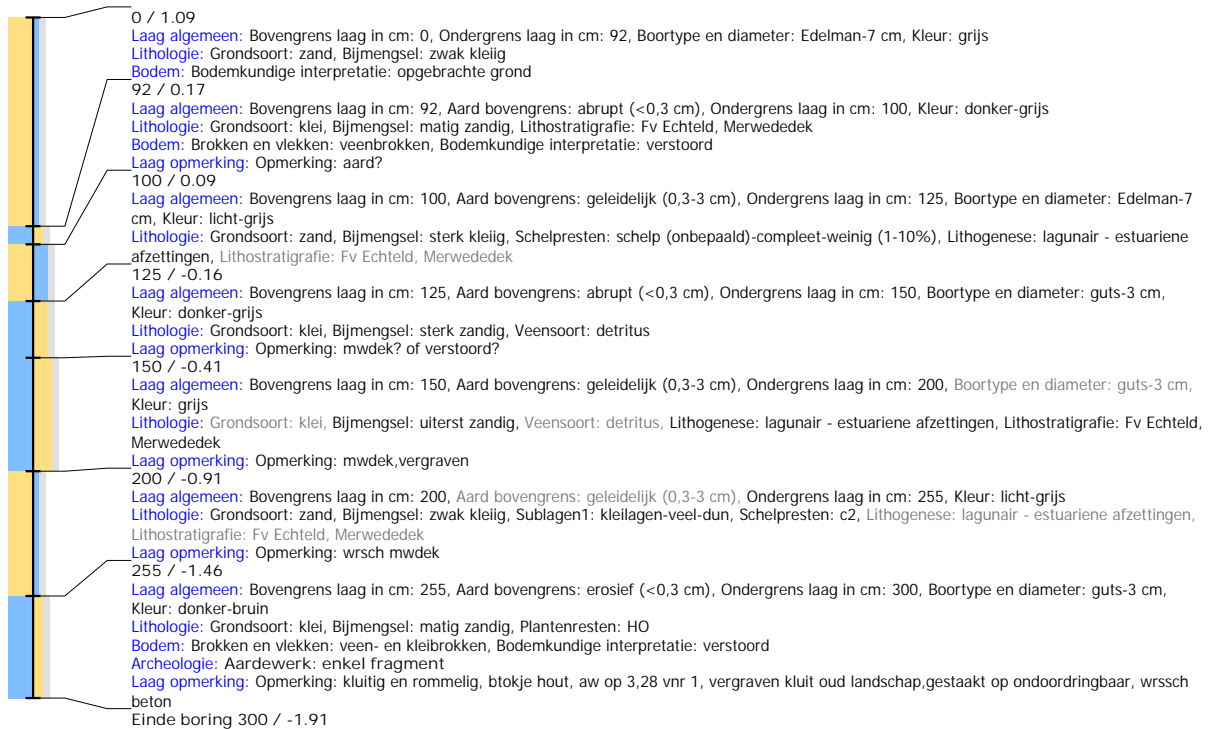 0 / 1.09
Laag algemeen: Bovengrens laag in cm: 0, Ondergrens laag in cm: 92, Boortype en diameter: Edelman-7 cm, Kleur: grijs
Lithologie: Grondsoort: zand, Bijmengsel: zwak kleiig
Bodem: Bodemkundige interpretatie: opgebrachte grond
92 / 0.17
Laag algemeen: Bovengrens laag in cm: 92, Aard bovengrens: abrupt (<0,3 cm), Ondergrens laag in cm: 100, Kleur: donker-grijs
Lithologie: Grondsoort: klei, Bijmengsel: matig zandig, Lithostratigrafie: Fv Echteld, Merwededek
Bodem: Brokken en vlekken: veenbrokken, Bodemkundige interpretatie: verstoord
Laag opmerking: Opmerking: aard?
100 / 0.09
Laag algemeen: Bovengrens laag in cm: 100, Aard bovengrens: geleidelijk (0,3-3 cm), Ondergrens laag in cm: 125, Boortype en diameter: Edelman-7
cm, Kleur: licht-grijs
Lithologie: Grondsoort: zand, Bijmengsel: sterk kleiig, Schelpresten: schelp (onbepaald)-compleet-weinig (1-10%), Lithogenese: lagunair - estuariene
afzettingen, Lithostratigrafie: Fv Echteld, Merwededek
125 / -0.16
Laag algemeen: Bovengrens laag in cm: 125, Aard bovengrens: abrupt (<0,3 cm), Ondergrens laag in cm: 150, Boortype en diameter: guts-3 cm,
Kleur: donker-grijs
Lithologie: Grondsoort: klei, Bijmengsel: sterk zandig, Veensoort: detritus
Laag opmerking: Opmerking: mwdek? of verstoord?
150 / -0.41
Laag algemeen: Bovengrens laag in cm: 150, Aard bovengrens: geleidelijk (0,3-3 cm), Ondergrens laag in cm: 200, Boortype en diameter: guts-3 cm,
Kleur: grijs
Lithologie: Grondsoort: klei, Bijmengsel: uiterst zandig, Veensoort: detritus, Lithogenese: lagunair - estuariene afzettingen, Lithostratigrafie: Fv Echteld,
Merwededek
Laag opmerking: Opmerking: mwdek,vergraven
200 / -0.91
Laag algemeen: Bovengrens laag in cm: 200, Aard bovengrens: geleidelijk (0,3-3 cm), Ondergrens laag in cm: 255, Kleur: licht-grijs
Lithologie: Grondsoort: zand, Bijmengsel: zwak kleiig, Sublagen1: kleilagen-veel-dun, Schelpresten: c2, Lithogenese: lagunair - estuariene afzettingen,
Lithostratigrafie: Fv Echteld, Merwededek
Laag opmerking: Opmerking: wrsch mwdek
255 / -1.46
Laag algemeen: Bovengrens laag in cm: 255, Aard bovengrens: erosief (<0,3 cm), Ondergrens laag in cm: 300, Boortype en diameter: guts-3 cm,
Kleur: donker-bruin
Lithologie: Grondsoort: klei, Bijmengsel: matig zandig, Plantenresten: HO
Bodem: Brokken en vlekken: veen- en kleibrokken, Bodemkundige interpretatie: verstoord
Archeologie: Aardewerk: enkel fragment
Laag opmerking: Opmerking: kluitig en rommelig, btokje hout, aw op 3,28 vnr 1, vergraven kluit oud landschap,gestaakt op ondoordringbaar, wrssch
beton
Einde boring 300 / -1.91